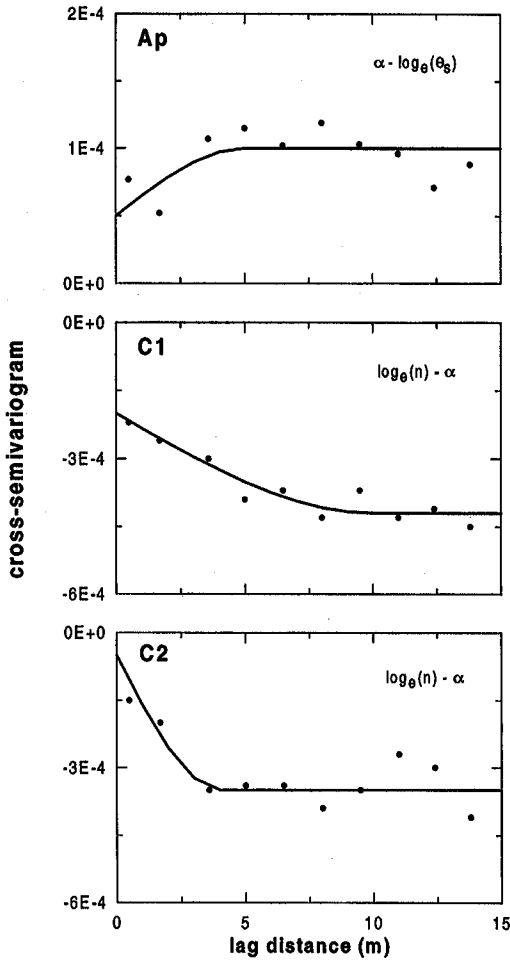 2E-4
Ap
α - logₑ(θₛ)
1E-4
0E+0
0E+0
C1
logₑ(n) - α
-3E-4
-6E-4
cross-semivariogram
0E+0
C2
logₑ(n) - α
-3E-4
-6E-4
0 5 10 15
lag distance (m)